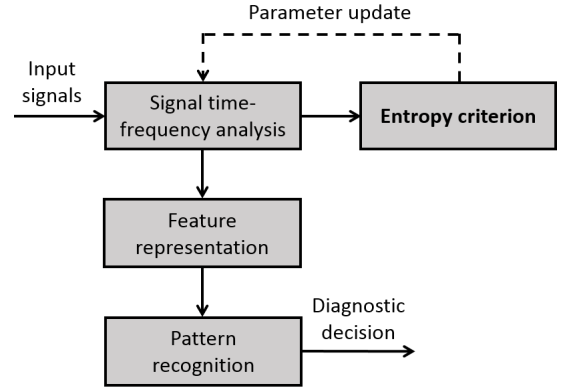 Parameter update
Input
signals
Signal time-
frequency analysis
Entropy criterion
Feature
representation
Diagnostic
decision
Pattern
recognition